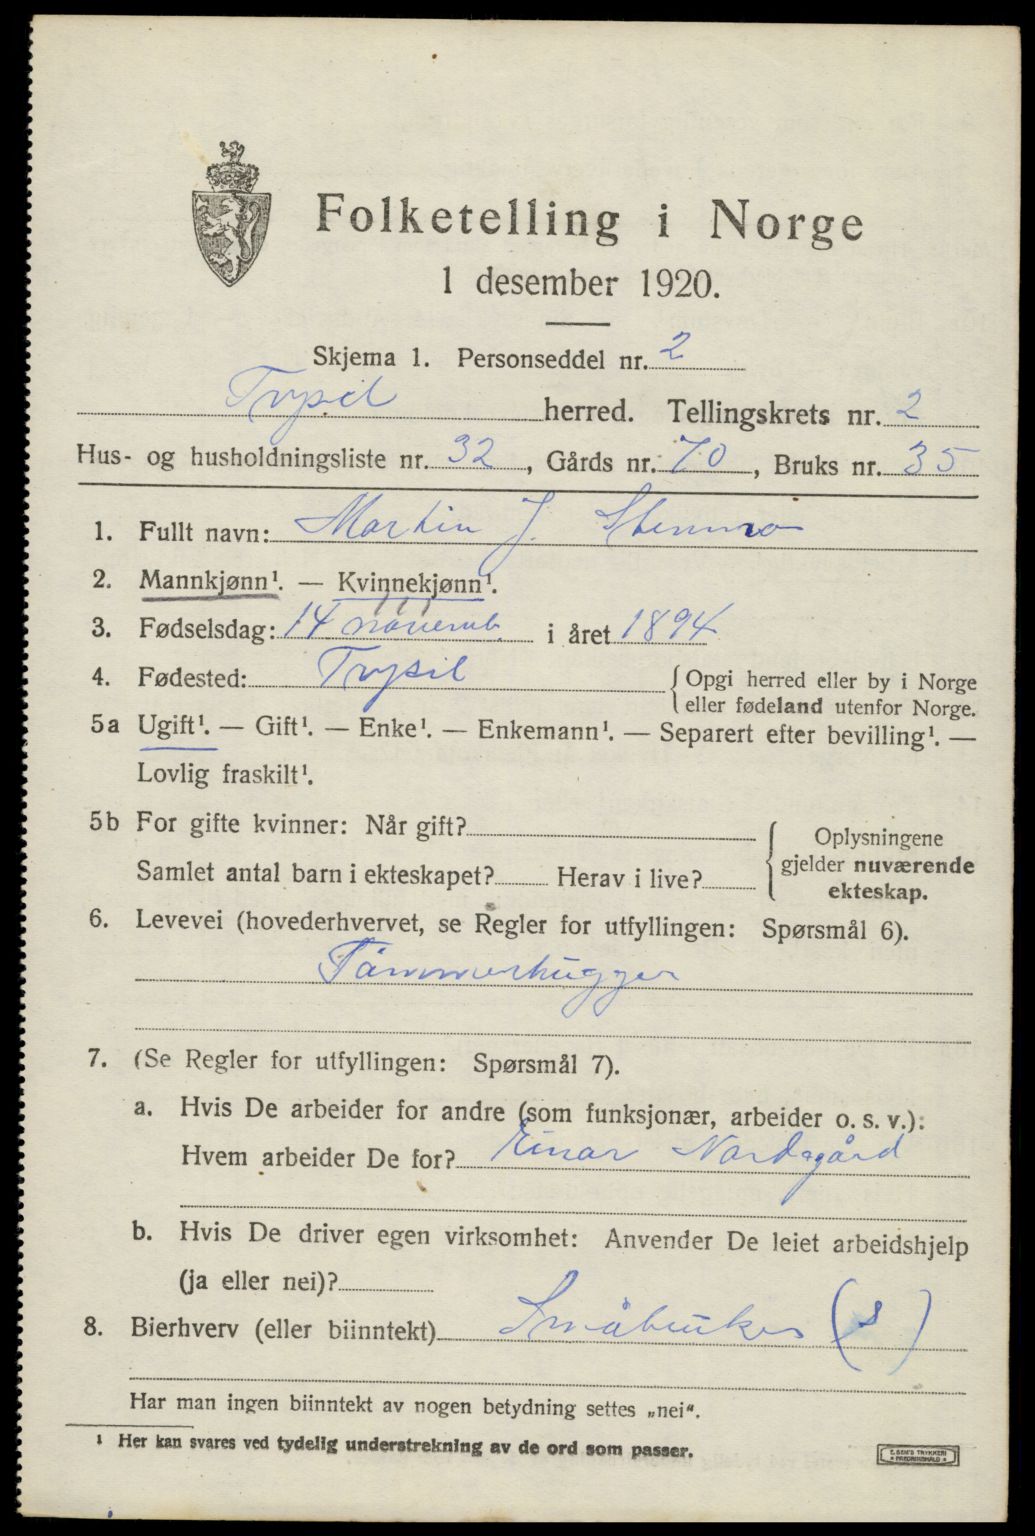 Folketelling i Norge
1 desember 1920.
Skjema 1. Personseddel nr. 2
Trysil herred. Tellingskrets nr. 2
Hus- og husholdningsliste nr. 32, Gårds nr. 70, Bruks nr. 35
1. Fullt navn: Martin J. Stenmo
2. Mannkjønn¹. — Kvinnekjønn¹.
3. Fødselsdag: 14 novemb. i året 1894
4. Fødested: Trysil { Opgi herred eller by i Norge
eller fødeland utenfor Norge.
5a Ugift¹. — Gift¹. — Enke¹. — Enkemann¹. — Separert efter bevilling¹. —
Lovlig fraskilt¹.
5b For gifte kvinner: Når gift?
Samlet antal barn i ekteskapet? Herav i live?
{ Oplysningene
gjelder nuværende
ekteskap.
6. Levevei (hovederhvervet, se Regler for utfyllingen: Spørsmål 6).
Tømmerhugger
7. (Se Regler for utfyllingen: Spørsmål 7).
a. Hvis De arbeider for andre (som funksjonær, arbeider o. s. v.):
Hvem arbeider De for? Einar Nordagård
b. Hvis De driver egen virksomhet: Anvender De leiet arbeidshjelp
(ja eller nei)?
8. Bierhverv (eller biinntekt) Småbruker (s)
Har man ingen biinntekt av nogen betydning settes „nei“.
¹ Her kan svares ved tydelig understrekning av de ord som passer.
E. SEM'S TRYKKERI
FREDRIKSHALD